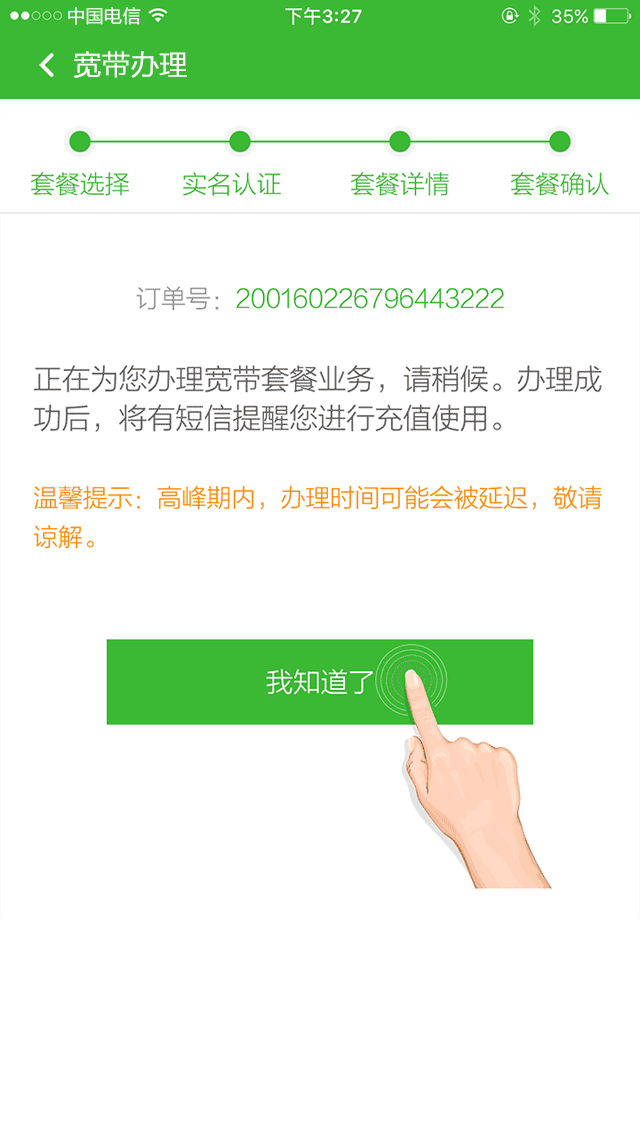 中国电信 下午3:27 35%
宽带办理
套餐选择 实名认证 套餐详情 套餐确认
订单号：200160226796443222
正在为您办理宽带套餐业务，请稍候。办理成
功后，将有短信提醒您进行充值使用。
温馨提示：高峰期内，办理时间可能会被延迟，敬请
谅解。
我知道了